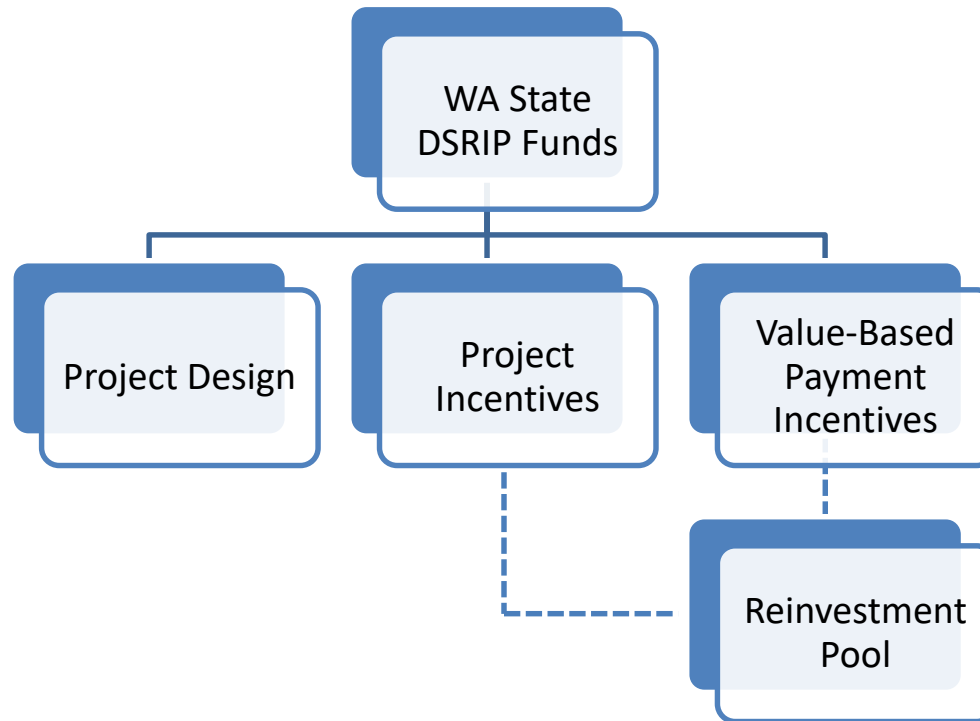 WA State
DSRIP Funds
Project Design
Project
Incentives
Value-Based
Payment
Incentives
Reinvestment
Pool